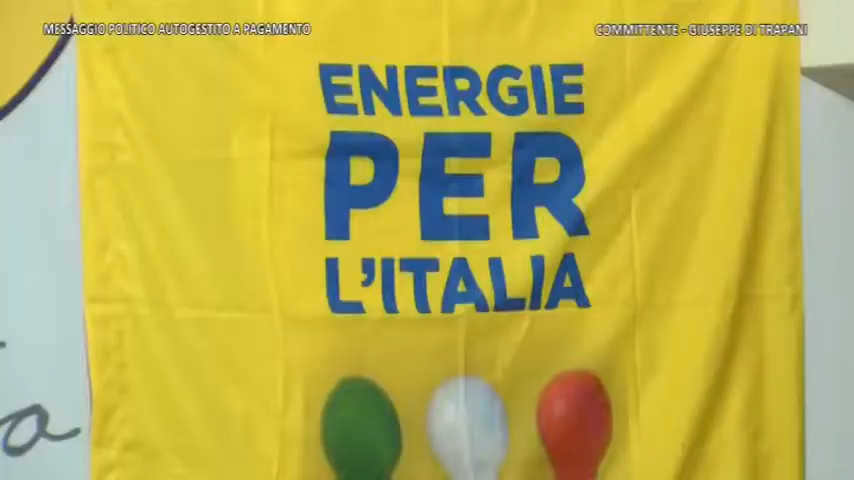 MESSAGGIO POLITICO AUTOGESTITO A PAGAMENTO
COMMITTENTE - GIUSEPPE DI TRAPANI
ENERGIE
PER
L'ITALIA